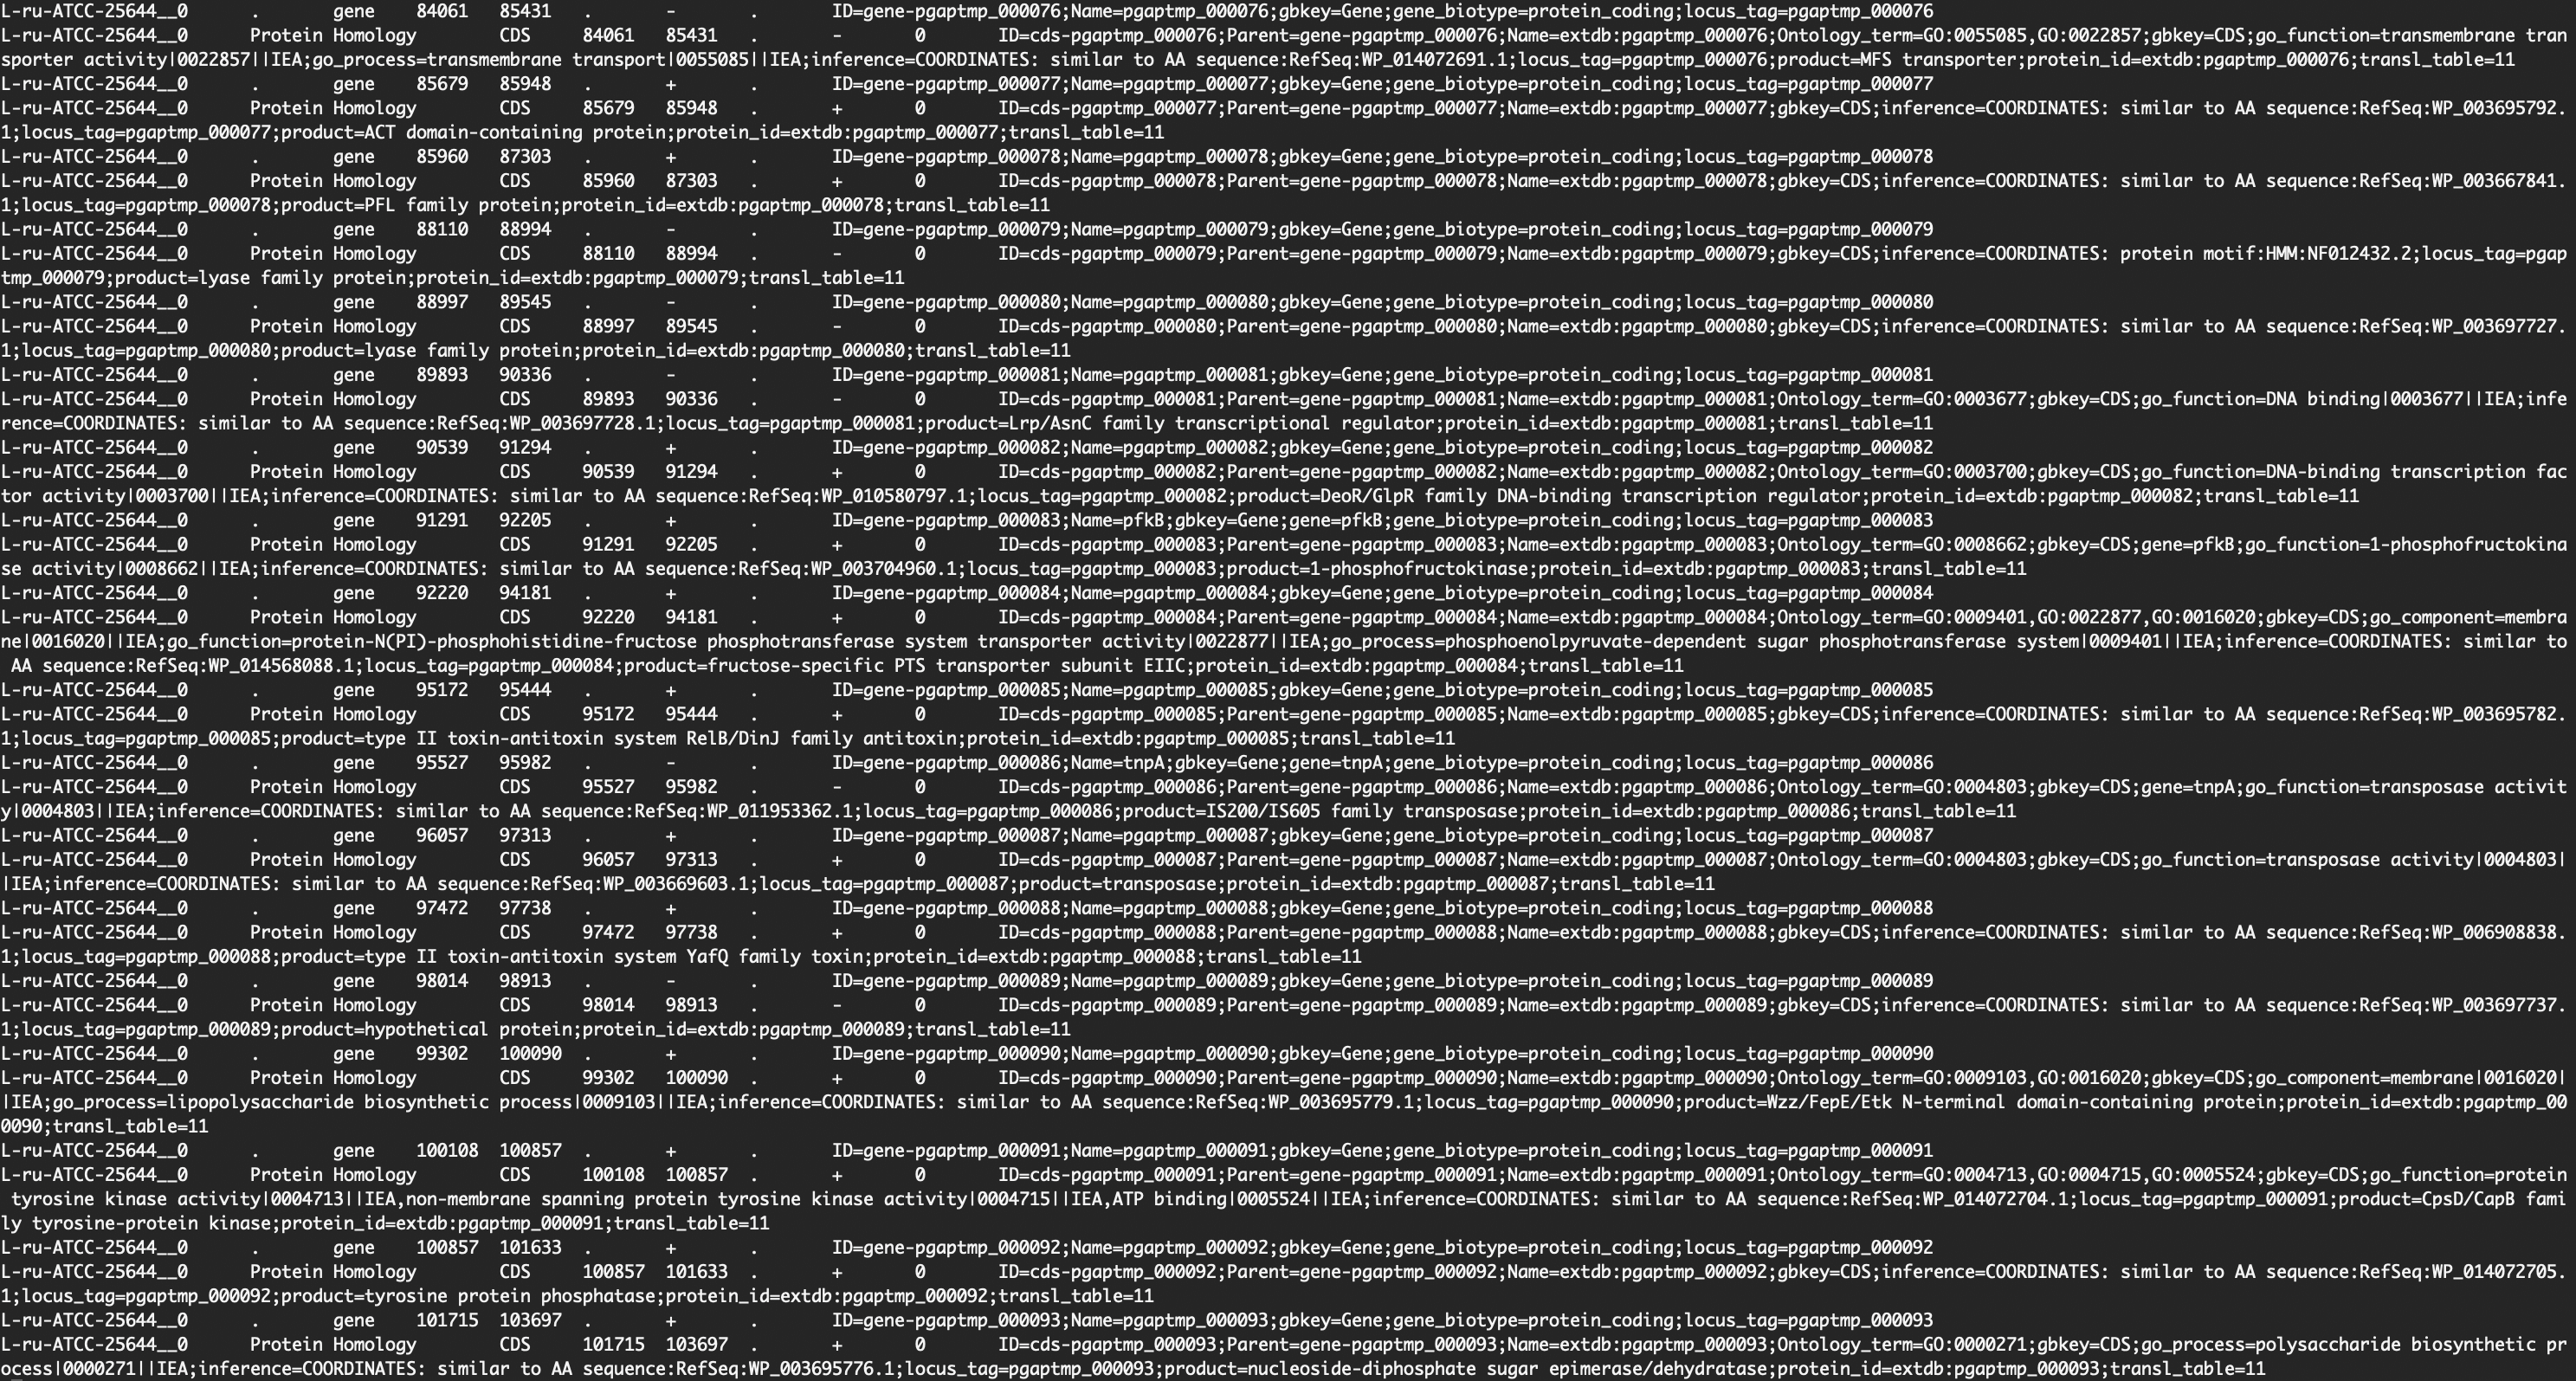 L-ru-ATCC-25644__0 . gene 84061 85431 . - . ID=gene-pgaptmp_000076;Name=pgaptmp_000076;gbkey=Gene;gene_biotype=protein_coding;locus_tag=pgaptmp_000076
L-ru-ATCC-25644__0 Protein Homology CDS 84061 85431 . - 0 ID=cds-pgaptmp_000076;Parent=gene-pgaptmp_000076;Name=extdb:pgaptmp_000076;Ontology_term=GO:0055085,GO:0022857;gbkey=CDS;go_function=transmembrane tran
sporter activity|0022857||IEA;go_process=transmembrane transport|0055085||IEA;inference=COORDINATES: similar to AA sequence:RefSeq:WP_014072691.1;locus_tag=pgaptmp_000076;product=MFS transporter;protein_id=extdb:pgaptmp_000076;transl_table=11
L-ru-ATCC-25644__0 . gene 85679 85948 . + . ID=gene-pgaptmp_000077;Name=pgaptmp_000077;gbkey=Gene;gene_biotype=protein_coding;locus_tag=pgaptmp_000077
L-ru-ATCC-25644__0 Protein Homology CDS 85679 85948 . + 0 ID=cds-pgaptmp_000077;Parent=gene-pgaptmp_000077;Name=extdb:pgaptmp_000077;gbkey=CDS;inference=COORDINATES: similar to AA sequence:RefSeq:WP_003695792.
1;locus_tag=pgaptmp_000077;product=ACT domain-containing protein;protein_id=extdb:pgaptmp_000077;transl_table=11
L-ru-ATCC-25644__0 . gene 85960 87303 . + . ID=gene-pgaptmp_000078;Name=pgaptmp_000078;gbkey=Gene;gene_biotype=protein_coding;locus_tag=pgaptmp_000078
L-ru-ATCC-25644__0 Protein Homology CDS 85960 87303 . + 0 ID=cds-pgaptmp_000078;Parent=gene-pgaptmp_000078;Name=extdb:pgaptmp_000078;gbkey=CDS;inference=COORDINATES: similar to AA sequence:RefSeq:WP_003667841.
1;locus_tag=pgaptmp_000078;product=PFL family protein;protein_id=extdb:pgaptmp_000078;transl_table=11
L-ru-ATCC-25644__0 . gene 88110 88994 . - . ID=gene-pgaptmp_000079;Name=pgaptmp_000079;gbkey=Gene;gene_biotype=protein_coding;locus_tag=pgaptmp_000079
L-ru-ATCC-25644__0 Protein Homology CDS 88110 88994 . - 0 ID=cds-pgaptmp_000079;Parent=gene-pgaptmp_000079;Name=extdb:pgaptmp_000079;gbkey=CDS;inference=COORDINATES: protein motif:HMM:NF012432.2;locus_tag=pgap
tmp_000079;product=lyase family protein;protein_id=extdb:pgaptmp_000079;transl_table=11
L-ru-ATCC-25644__0 . gene 88997 89545 . - . ID=gene-pgaptmp_000080;Name=pgaptmp_000080;gbkey=Gene;gene_biotype=protein_coding;locus_tag=pgaptmp_000080
L-ru-ATCC-25644__0 Protein Homology CDS 88997 89545 . - 0 ID=cds-pgaptmp_000080;Parent=gene-pgaptmp_000080;Name=extdb:pgaptmp_000080;gbkey=CDS;inference=COORDINATES: similar to AA sequence:RefSeq:WP_003697727.
1;locus_tag=pgaptmp_000080;product=lyase family protein;protein_id=extdb:pgaptmp_000080;transl_table=11
L-ru-ATCC-25644__0 . gene 89893 90336 . - . ID=gene-pgaptmp_000081;Name=pgaptmp_000081;gbkey=Gene;gene_biotype=protein_coding;locus_tag=pgaptmp_000081
L-ru-ATCC-25644__0 Protein Homology CDS 89893 90336 . - 0 ID=cds-pgaptmp_000081;Parent=gene-pgaptmp_000081;Name=extdb:pgaptmp_000081;Ontology_term=GO:0003677;gbkey=CDS;go_function=DNA binding|0003677||IEA;infe
rence=COORDINATES: similar to AA sequence:RefSeq:WP_003697728.1;locus_tag=pgaptmp_000081;product=Lrp/AsnC family transcriptional regulator;protein_id=extdb:pgaptmp_000081;transl_table=11
L-ru-ATCC-25644__0 . gene 90539 91294 . + . ID=gene-pgaptmp_000082;Name=pgaptmp_000082;gbkey=Gene;gene_biotype=protein_coding;locus_tag=pgaptmp_000082
L-ru-ATCC-25644__0 Protein Homology CDS 90539 91294 . + 0 ID=cds-pgaptmp_000082;Parent=gene-pgaptmp_000082;Name=extdb:pgaptmp_000082;Ontology_term=GO:0003700;gbkey=CDS;go_function=DNA-binding transcription fac
tor activity|0003700||IEA;inference=COORDINATES: similar to AA sequence:RefSeq:WP_010580797.1;locus_tag=pgaptmp_000082;product=DeoR/GlpR family DNA-binding transcription regulator;protein_id=extdb:pgaptmp_000082;transl_table=11
L-ru-ATCC-25644__0 . gene 91291 92205 . + . ID=gene-pgaptmp_000083;Name=pfkB;gbkey=Gene;gene=pfkB;gene_biotype=protein_coding;locus_tag=pgaptmp_000083
L-ru-ATCC-25644__0 Protein Homology CDS 91291 92205 . + 0 ID=cds-pgaptmp_000083;Parent=gene-pgaptmp_000083;Name=extdb:pgaptmp_000083;Ontology_term=GO:0008662;gbkey=CDS;gene=pfkB;go_function=1-phosphofructokina
se activity|0008662||IEA;inference=COORDINATES: similar to AA sequence:RefSeq:WP_003704960.1;locus_tag=pgaptmp_000083;product=1-phosphofructokinase;protein_id=extdb:pgaptmp_000083;transl_table=11
L-ru-ATCC-25644__0 . gene 92220 94181 . + . ID=gene-pgaptmp_000084;Name=pgaptmp_000084;gbkey=Gene;gene_biotype=protein_coding;locus_tag=pgaptmp_000084
L-ru-ATCC-25644__0 Protein Homology CDS 92220 94181 . + 0 ID=cds-pgaptmp_000084;Parent=gene-pgaptmp_000084;Name=extdb:pgaptmp_000084;Ontology_term=GO:0009401,GO:0022877,GO:0016020;gbkey=CDS;go_component=membra
ne|0016020||IEA;go_function=protein-N(PI)-phosphohistidine-fructose phosphotransferase system transporter activity|0022877||IEA;go_process=phosphoenolpyruvate-dependent sugar phosphotransferase system|0009401||IEA;inference=COORDINATES: similar to
AA sequence:RefSeq:WP_014568088.1;locus_tag=pgaptmp_000084;product=fructose-specific PTS transporter subunit EIIC;protein_id=extdb:pgaptmp_000084;transl_table=11
L-ru-ATCC-25644__0 . gene 95172 95444 . + . ID=gene-pgaptmp_000085;Name=pgaptmp_000085;gbkey=Gene;gene_biotype=protein_coding;locus_tag=pgaptmp_000085
L-ru-ATCC-25644__0 Protein Homology CDS 95172 95444 . + 0 ID=cds-pgaptmp_000085;Parent=gene-pgaptmp_000085;Name=extdb:pgaptmp_000085;gbkey=CDS;inference=COORDINATES: similar to AA sequence:RefSeq:WP_003695782.
1;locus_tag=pgaptmp_000085;product=type II toxin-antitoxin system RelB/DinJ family antitoxin;protein_id=extdb:pgaptmp_000085;transl_table=11
L-ru-ATCC-25644__0 . gene 95527 95982 . - . ID=gene-pgaptmp_000086;Name=tnpA;gbkey=Gene;gene=tnpA;gene_biotype=protein_coding;locus_tag=pgaptmp_000086
L-ru-ATCC-25644__0 Protein Homology CDS 95527 95982 . - 0 ID=cds-pgaptmp_000086;Parent=gene-pgaptmp_000086;Name=extdb:pgaptmp_000086;Ontology_term=GO:0004803;gbkey=CDS;gene=tnpA;go_function=transposase activit
y|0004803||IEA;inference=COORDINATES: similar to AA sequence:RefSeq:WP_011953362.1;locus_tag=pgaptmp_000086;product=IS200/IS605 family transposase;protein_id=extdb:pgaptmp_000086;transl_table=11
L-ru-ATCC-25644__0 . gene 96057 97313 . + . ID=gene-pgaptmp_000087;Name=pgaptmp_000087;gbkey=Gene;gene_biotype=protein_coding;locus_tag=pgaptmp_000087
L-ru-ATCC-25644__0 Protein Homology CDS 96057 97313 . + 0 ID=cds-pgaptmp_000087;Parent=gene-pgaptmp_000087;Name=extdb:pgaptmp_000087;Ontology_term=GO:0004803;gbkey=CDS;go_function=transposase activity|0004803|
|IEA;inference=COORDINATES: similar to AA sequence:RefSeq:WP_003669603.1;locus_tag=pgaptmp_000087;product=transposase;protein_id=extdb:pgaptmp_000087;transl_table=11
L-ru-ATCC-25644__0 . gene 97472 97738 . + . ID=gene-pgaptmp_000088;Name=pgaptmp_000088;gbkey=Gene;gene_biotype=protein_coding;locus_tag=pgaptmp_000088
L-ru-ATCC-25644__0 Protein Homology CDS 97472 97738 . + 0 ID=cds-pgaptmp_000088;Parent=gene-pgaptmp_000088;Name=extdb:pgaptmp_000088;gbkey=CDS;inference=COORDINATES: similar to AA sequence:RefSeq:WP_006908838.
1;locus_tag=pgaptmp_000088;product=type II toxin-antitoxin system YafQ family toxin;protein_id=extdb:pgaptmp_000088;transl_table=11
L-ru-ATCC-25644__0 . gene 98014 98913 . - . ID=gene-pgaptmp_000089;Name=pgaptmp_000089;gbkey=Gene;gene_biotype=protein_coding;locus_tag=pgaptmp_000089
L-ru-ATCC-25644__0 Protein Homology CDS 98014 98913 . - 0 ID=cds-pgaptmp_000089;Parent=gene-pgaptmp_000089;Name=extdb:pgaptmp_000089;gbkey=CDS;inference=COORDINATES: similar to AA sequence:RefSeq:WP_003697737.
1;locus_tag=pgaptmp_000089;product=hypothetical protein;protein_id=extdb:pgaptmp_000089;transl_table=11
L-ru-ATCC-25644__0 . gene 99302 100090 . + . ID=gene-pgaptmp_000090;Name=pgaptmp_000090;gbkey=Gene;gene_biotype=protein_coding;locus_tag=pgaptmp_000090
L-ru-ATCC-25644__0 Protein Homology CDS 99302 100090 . + 0 ID=cds-pgaptmp_000090;Parent=gene-pgaptmp_000090;Name=extdb:pgaptmp_000090;Ontology_term=GO:0009103,GO:0016020;gbkey=CDS;go_component=membrane|0016020|
|IEA;go_process=lipopolysaccharide biosynthetic process|0009103||IEA;inference=COORDINATES: similar to AA sequence:RefSeq:WP_003695779.1;locus_tag=pgaptmp_000090;product=Wzz/FepE/Etk N-terminal domain-containing protein;protein_id=extdb:pgaptmp_00
0090;transl_table=11
L-ru-ATCC-25644__0 . gene 100108 100857 . + . ID=gene-pgaptmp_000091;Name=pgaptmp_000091;gbkey=Gene;gene_biotype=protein_coding;locus_tag=pgaptmp_000091
L-ru-ATCC-25644__0 Protein Homology CDS 100108 100857 . + 0 ID=cds-pgaptmp_000091;Parent=gene-pgaptmp_000091;Name=extdb:pgaptmp_000091;Ontology_term=GO:0004713,GO:0004715,GO:0005524;gbkey=CDS;go_function=protein
tyrosine kinase activity|0004713||IEA,non-membrane spanning protein tyrosine kinase activity|0004715||IEA,ATP binding|0005524||IEA;inference=COORDINATES: similar to AA sequence:RefSeq:WP_014072704.1;locus_tag=pgaptmp_000091;product=CpsD/CapB fami
ly tyrosine-protein kinase;protein_id=extdb:pgaptmp_000091;transl_table=11
L-ru-ATCC-25644__0 . gene 100857 101633 . + . ID=gene-pgaptmp_000092;Name=pgaptmp_000092;gbkey=Gene;gene_biotype=protein_coding;locus_tag=pgaptmp_000092
L-ru-ATCC-25644__0 Protein Homology CDS 100857 101633 . + 0 ID=cds-pgaptmp_000092;Parent=gene-pgaptmp_000092;Name=extdb:pgaptmp_000092;gbkey=CDS;inference=COORDINATES: similar to AA sequence:RefSeq:WP_014072705.
1;locus_tag=pgaptmp_000092;product=tyrosine protein phosphatase;protein_id=extdb:pgaptmp_000092;transl_table=11
L-ru-ATCC-25644__0 . gene 101715 103697 . + . ID=gene-pgaptmp_000093;Name=pgaptmp_000093;gbkey=Gene;gene_biotype=protein_coding;locus_tag=pgaptmp_000093
L-ru-ATCC-25644__0 Protein Homology CDS 101715 103697 . + 0 ID=cds-pgaptmp_000093;Parent=gene-pgaptmp_000093;Name=extdb:pgaptmp_000093;Ontology_term=GO:0000271;gbkey=CDS;go_process=polysaccharide biosynthetic pr
ocess|0000271||IEA;inference=COORDINATES: similar to AA sequence:RefSeq:WP_003695776.1;locus_tag=pgaptmp_000093;product=nucleoside-diphosphate sugar epimerase/dehydratase;protein_id=extdb:pgaptmp_000093;transl_table=11